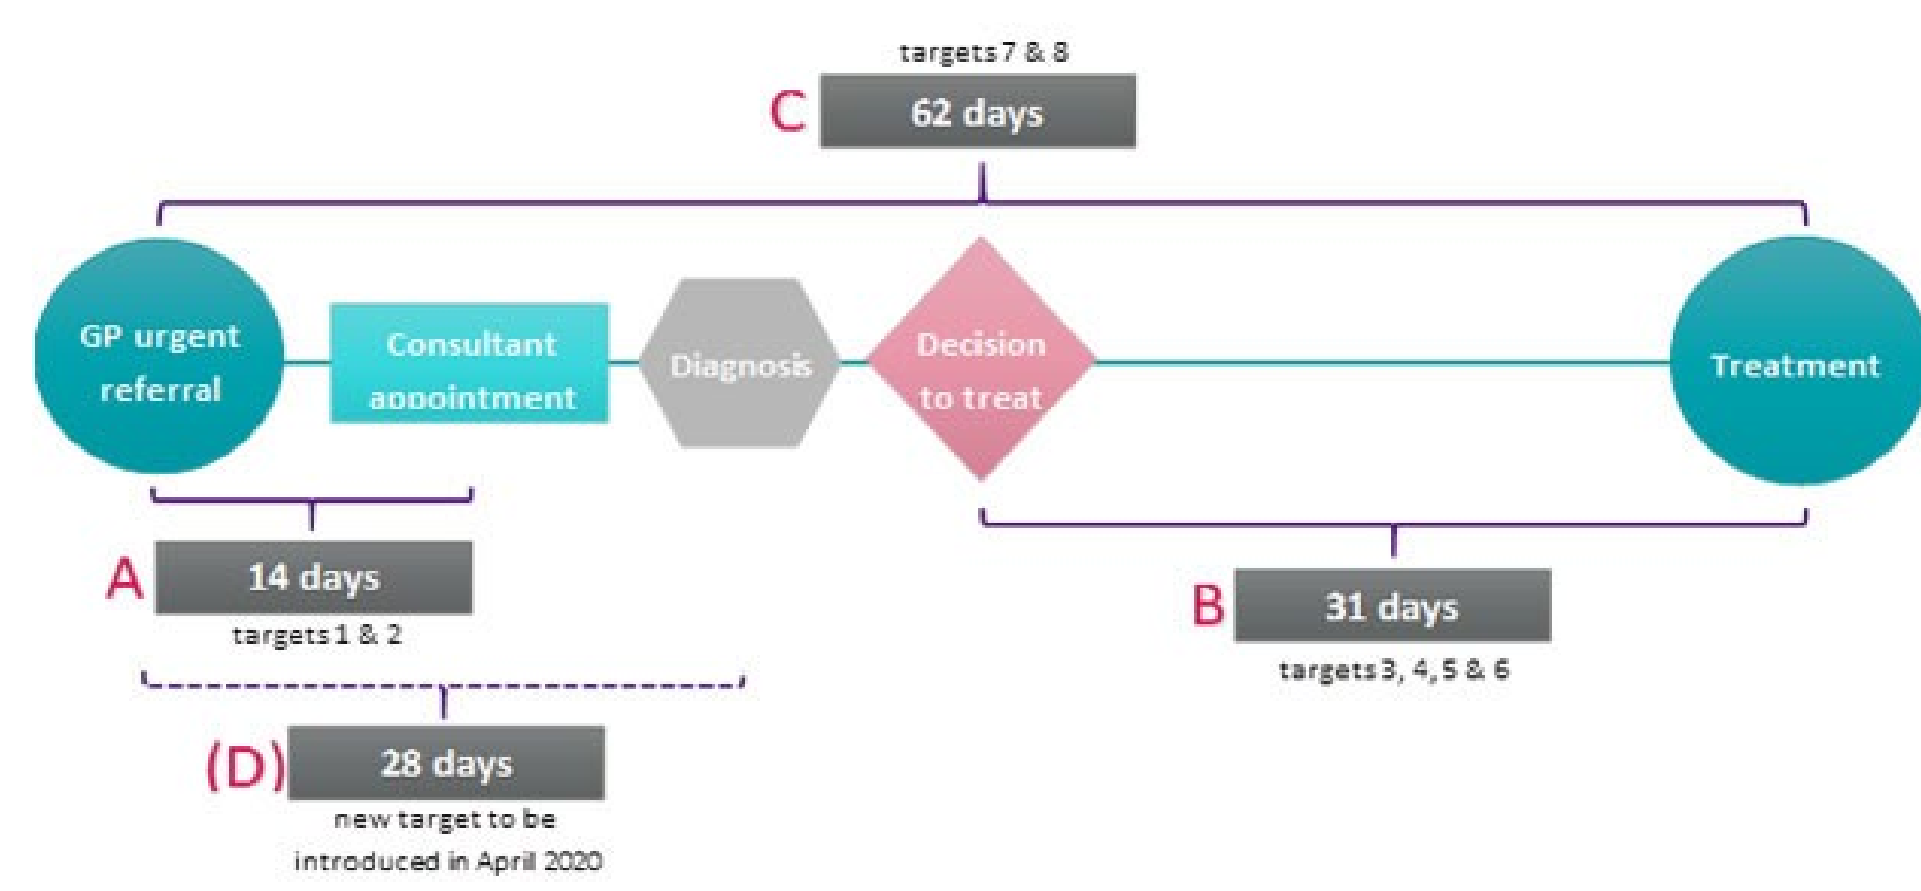 targets 7 & 8
C 62 days
GP urgent
referral
Consultant
appointment
Diagnosis
Decision
to treat
Treatment
A 14 days
targets 1 & 2
B 31 days
targets 3, 4, 5 & 6
(D) 28 days
new target to be
introduced in April 2020